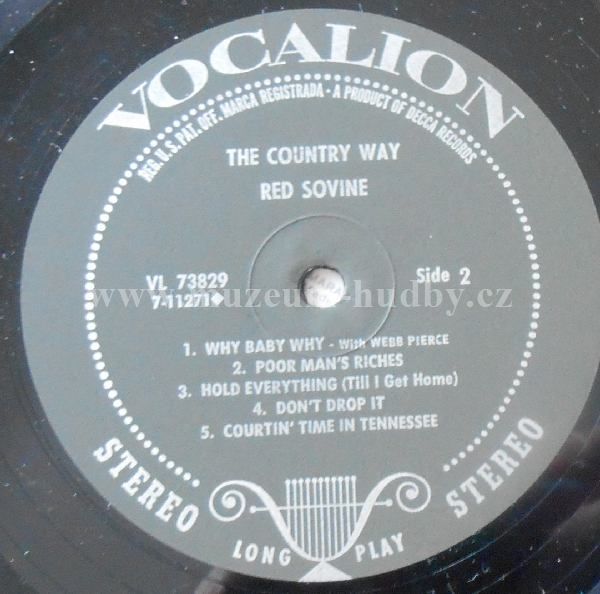 VOCALION
REG. U.S. PAT. OFF. MARCA REGISTRADA - A PRODUCT OF DECCA RECORDS
THE COUNTRY WAY
RED SOVINE
VL 73829
7-11271◆
Side 2
www.muzeum-hudby.cz
1. WHY BABY WHY - With WEBB PIERCE
2. POOR MAN'S RICHES
3. HOLD EVERYTHING (Till I Get Home)
4. DON'T DROP IT
5. COURTIN' TIME IN TENNESSEE
STEREO
LONG PLAY
STEREO